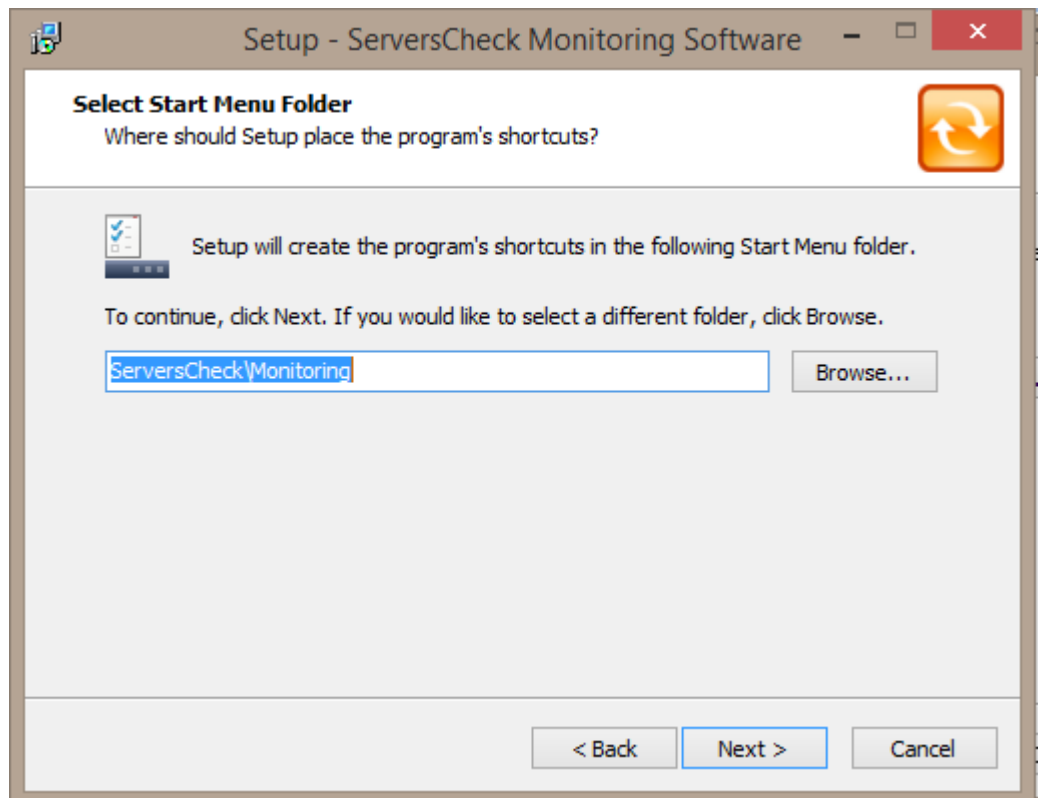 Setup - ServersCheck Monitoring Software
Select Start Menu Folder
Where should Setup place the program's shortcuts?
Setup will create the program's shortcuts in the following Start Menu folder.
To continue, click Next. If you would like to select a different folder, click Browse.
ServersCheck\Monitoring
Browse...
< Back
Next >
Cancel